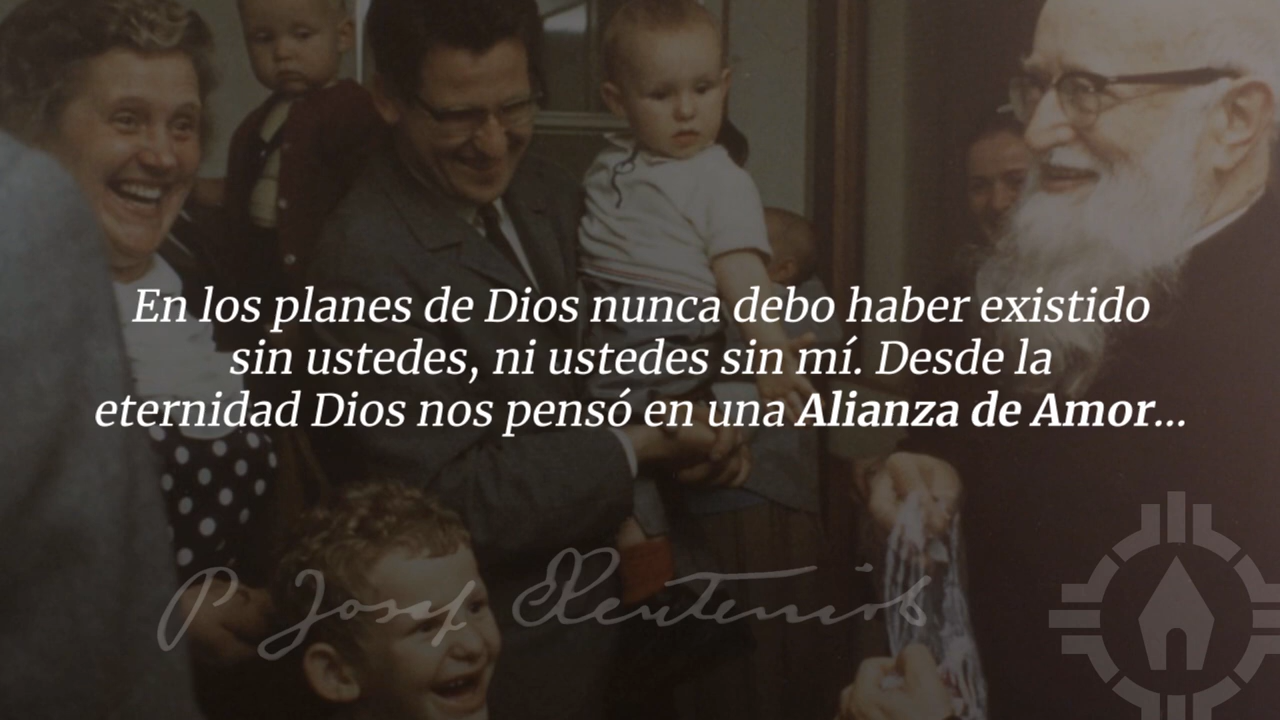 En los planes de Dios nunca debo haber existido
sin ustedes, ni ustedes sin mí. Desde la
eternidad Dios nos pensó en una Alianza de Amor...
P Josef Kentenich